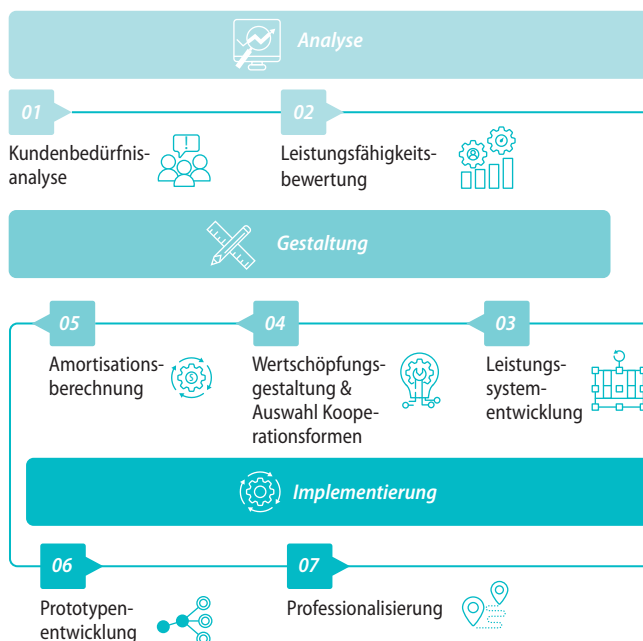 Analyse
01
02
Kundenbedürfnis-
analyse
Leistungsfähigkeits-
bewertung
Gestaltung
05
04
03
Amortisations-
berechnung
Wertschöpfungs-
gestaltung &
Auswahl Koope-
rationsformen
Leistungs-
system-
entwicklung
Implementierung
06
07
Prototypen-
entwicklung
Professionalisierung